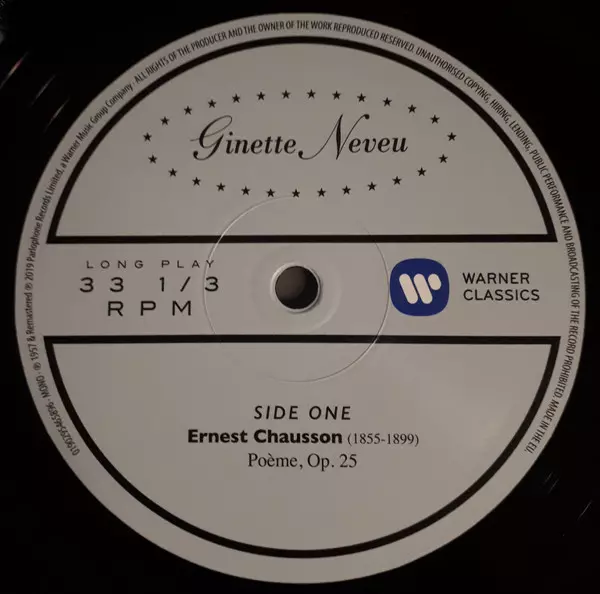 0190295465896 · MONO · ℗ 1957 & Remastered ℗ 2019 Parlophone Records Limited, a Warner Music Group Company · ALL RIGHTS OF THE PRODUCER AND THE OWNER OF THE WORK REPRODUCED RESERVED. UNAUTHORISED COPYING, HIRING, LENDING, PUBLIC PERFORMANCE AND BROADCASTING OF THE RECORD PROHIBITED. MADE IN THE EU.
Ginette Neveu
LONG PLAY
33 1/3
RPM
WARNER
CLASSICS
SIDE ONE
Ernest Chausson (1855-1899)
Poème, Op. 25